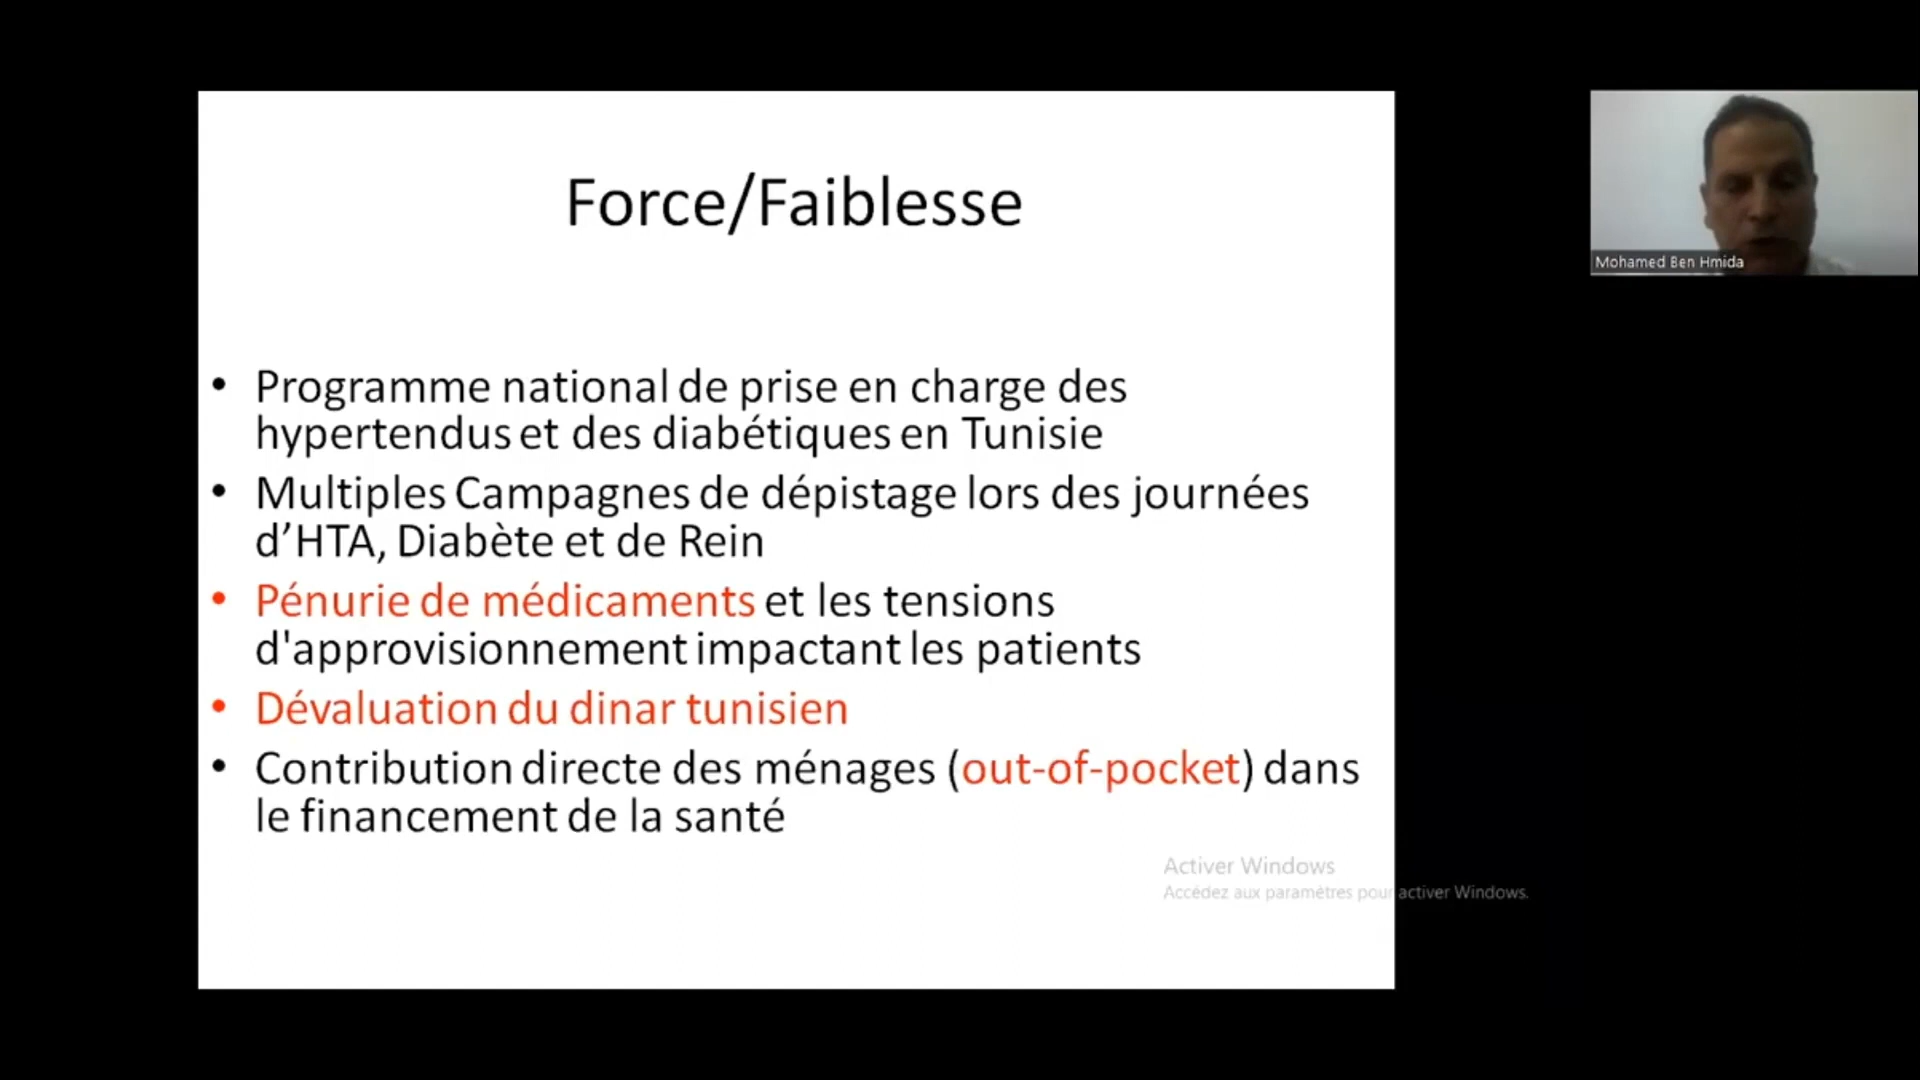 Force/Faiblesse
• Programme national de prise en charge des
hypertendus et des diabétiques en Tunisie
• Multiples Campagnes de dépistage lors des journées
d’HTA, Diabète et de Rein
• Pénurie de médicaments et les tensions
d'approvisionnement impactant les patients
• Dévaluation du dinar tunisien
• Contribution directe des ménages (out-of-pocket) dans
le financement de la santé
Activer Windows
Accédez aux paramètres pour activer Windows.
Mohamed Ben Hmida